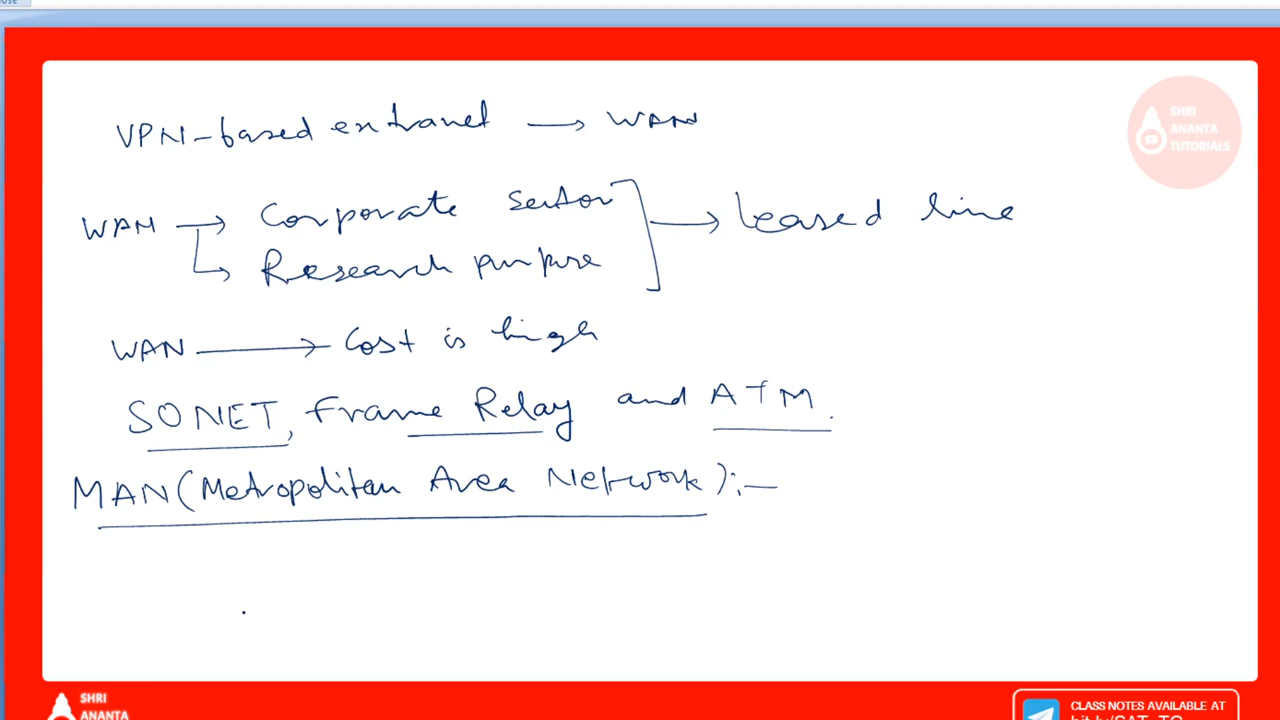 SHRI
ANANTA
TUTORIALS
VPN-based extranet → WAN
WAN → Corporate sector → Leased line
→ Research purpose
WAN → Cost is high
SONET, Frame Relay and ATM.
MAN (Metropolitan Area Network):-
SHRI
ANANTA
CLASS NOTES AVAILABLE AT